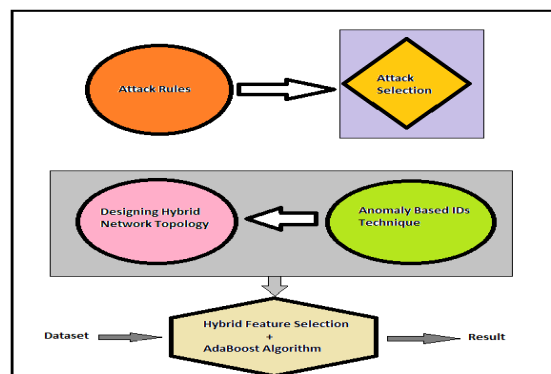 Attack Rules
Attack
Selection
Designing Hybrid
Network Topology
Anomaly Based IDs
Technique
Dataset
Hybrid Feature Selection
+
AdaBoost Algorithm
Result